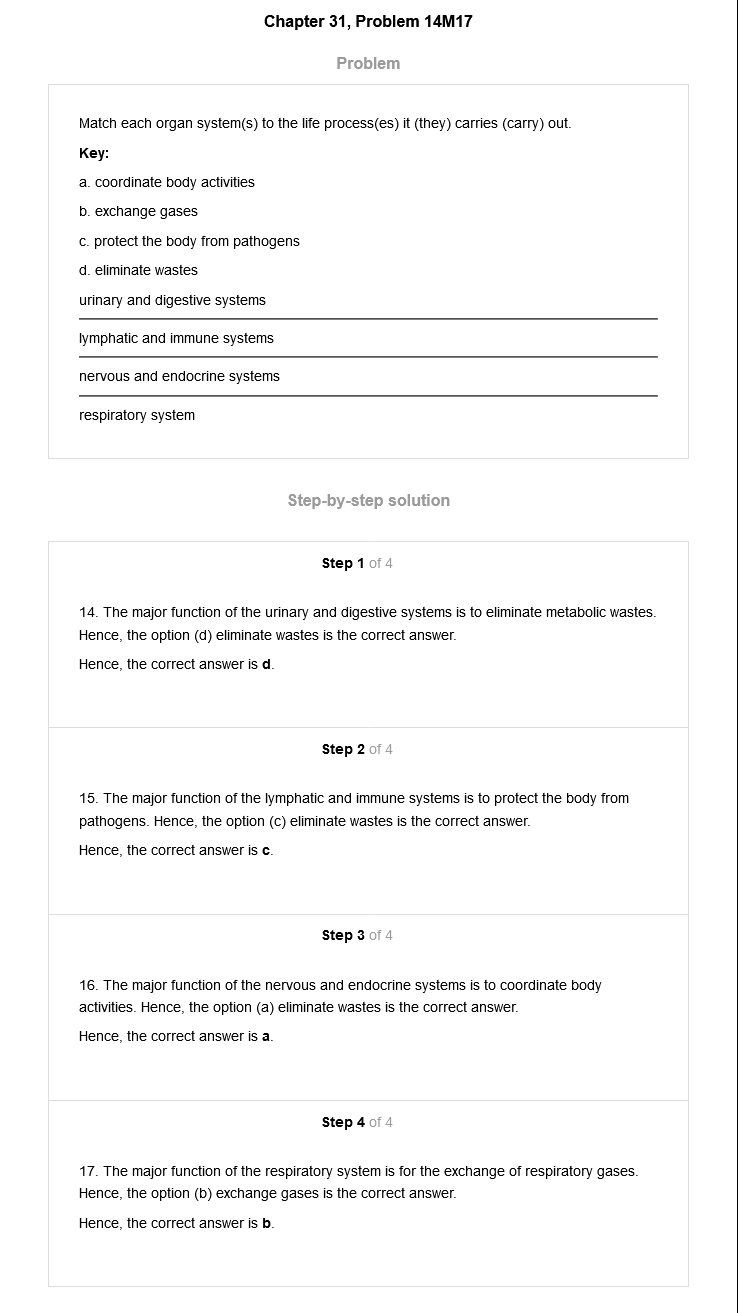 Chapter 31, Problem 14M17
Problem
Match each organ system(s) to the life process(es) it (they) carries (carry) out.
Key:
a. coordinate body activities
b. exchange gases
c. protect the body from pathogens
d. eliminate wastes
urinary and digestive systems
lymphatic and immune systems
nervous and endocrine systems
respiratory system
Step-by-step solution
Step 1 of 4
14. The major function of the urinary and digestive systems is to eliminate metabolic wastes.
Hence, the option (d) eliminate wastes is the correct answer.
Hence, the correct answer is d.
Step 2 of 4
15. The major function of the lymphatic and immune systems is to protect the body from
pathogens. Hence, the option (c) eliminate wastes is the correct answer.
Hence, the correct answer is c.
Step 3 of 4
16. The major function of the nervous and endocrine systems is to coordinate body
activities. Hence, the option (a) eliminate wastes is the correct answer.
Hence, the correct answer is a.
Step 4 of 4
17. The major function of the respiratory system is for the exchange of respiratory gases.
Hence, the option (b) exchange gases is the correct answer.
Hence, the correct answer is b.